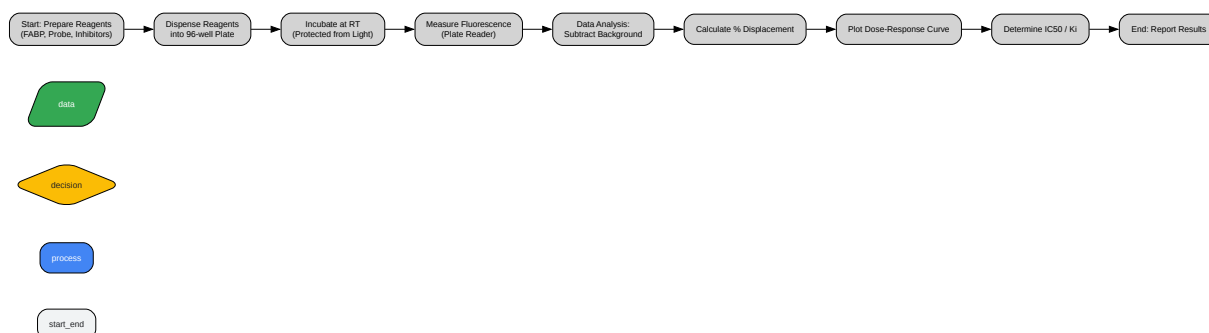 Start: Prepare Reagents
(FABP, Probe, Inhibitors)
Dispense Reagents
into 96-well Plate
Incubate at RT
(Protected from Light)
Measure Fluorescence
(Plate Reader)
Data Analysis:
Subtract Background
Calculate % Displacement
Plot Dose-Response Curve
Determine IC50 / Ki
End: Report Results
data
decision
process
start_end